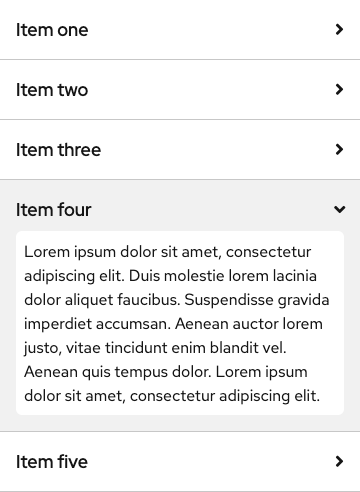 Item one
Item two
Item three
Item four
Lorem ipsum dolor sit amet, consectetur
adipiscing elit. Duis molestie lorem lacinia
dolor aliquet faucibus. Suspendisse gravida
imperdiet accumsan. Aenean auctor lorem
justo, vitae tincidunt enim blandit vel.
Aenean quis tempus dolor. Lorem ipsum
dolor sit amet, consectetur adipiscing elit.
Item five